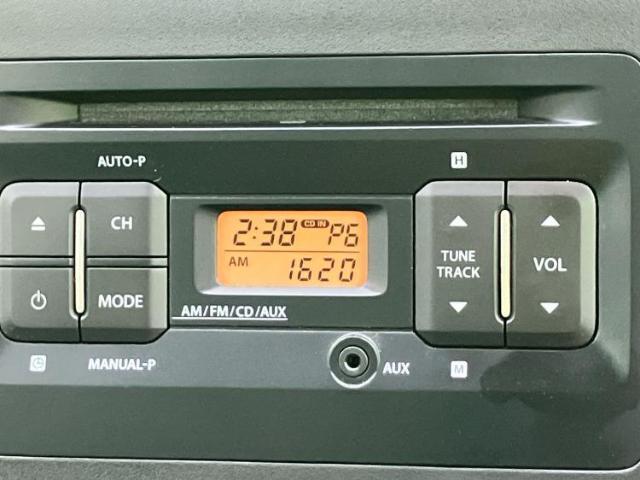 AUTO-P
H
CH
2:38 CD IN P6
AM 1620
TUNE
TRACK
VOL
MODE
AM/FM/CD/AUX
MANUAL-P
AUX
M